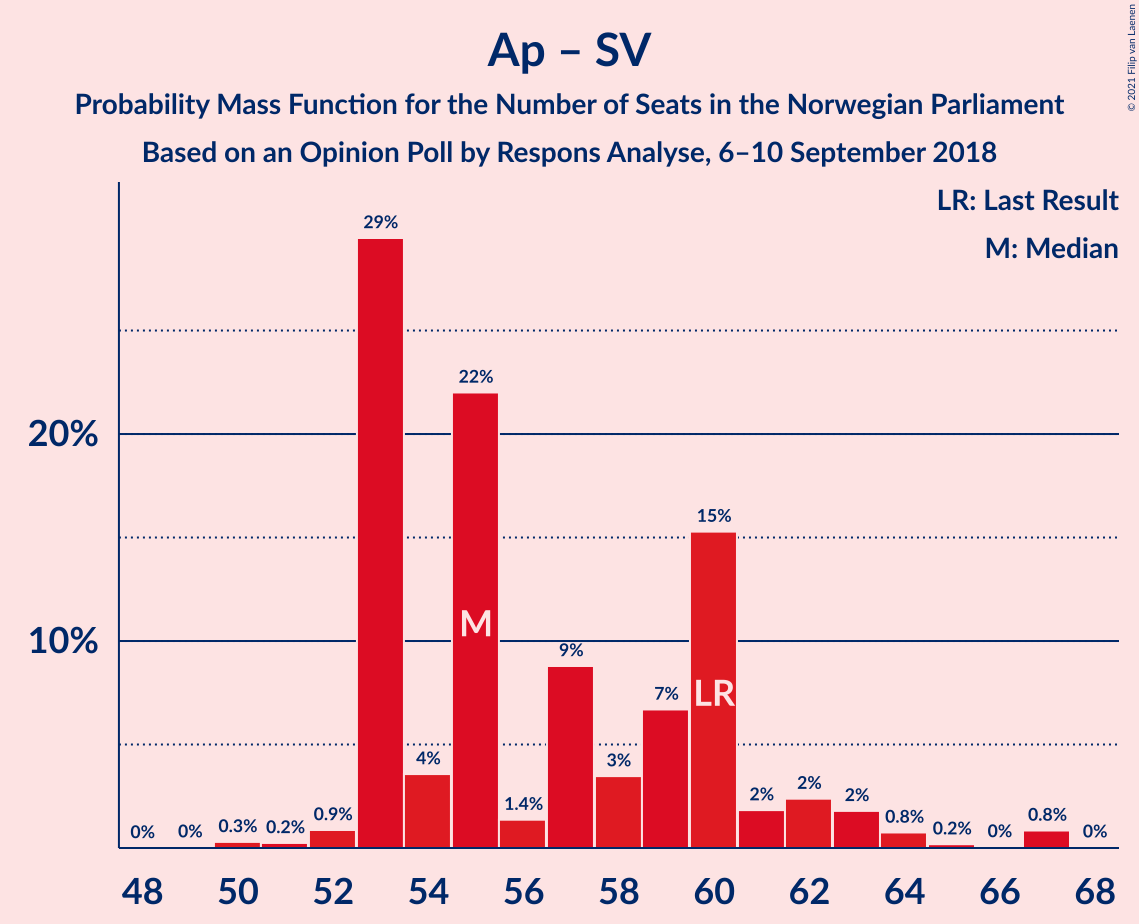 Ap – SV
Probability Mass Function for the Number of Seats in the Norwegian Parliament
Based on an Opinion Poll by Respons Analyse, 6–10 September 2018
© 2021 Filip van Laenen
LR: Last Result
M: Median
29%
22%
20%
15%
M
10%
9%
7%
LR
4%
3%
2%
2%
2%
1.4%
0%
0%
0.3%
0.2%
0.9%
0.8%
0.2%
0%
0.8%
0%
48 50 52 54 56 58 60 62 64 66 68